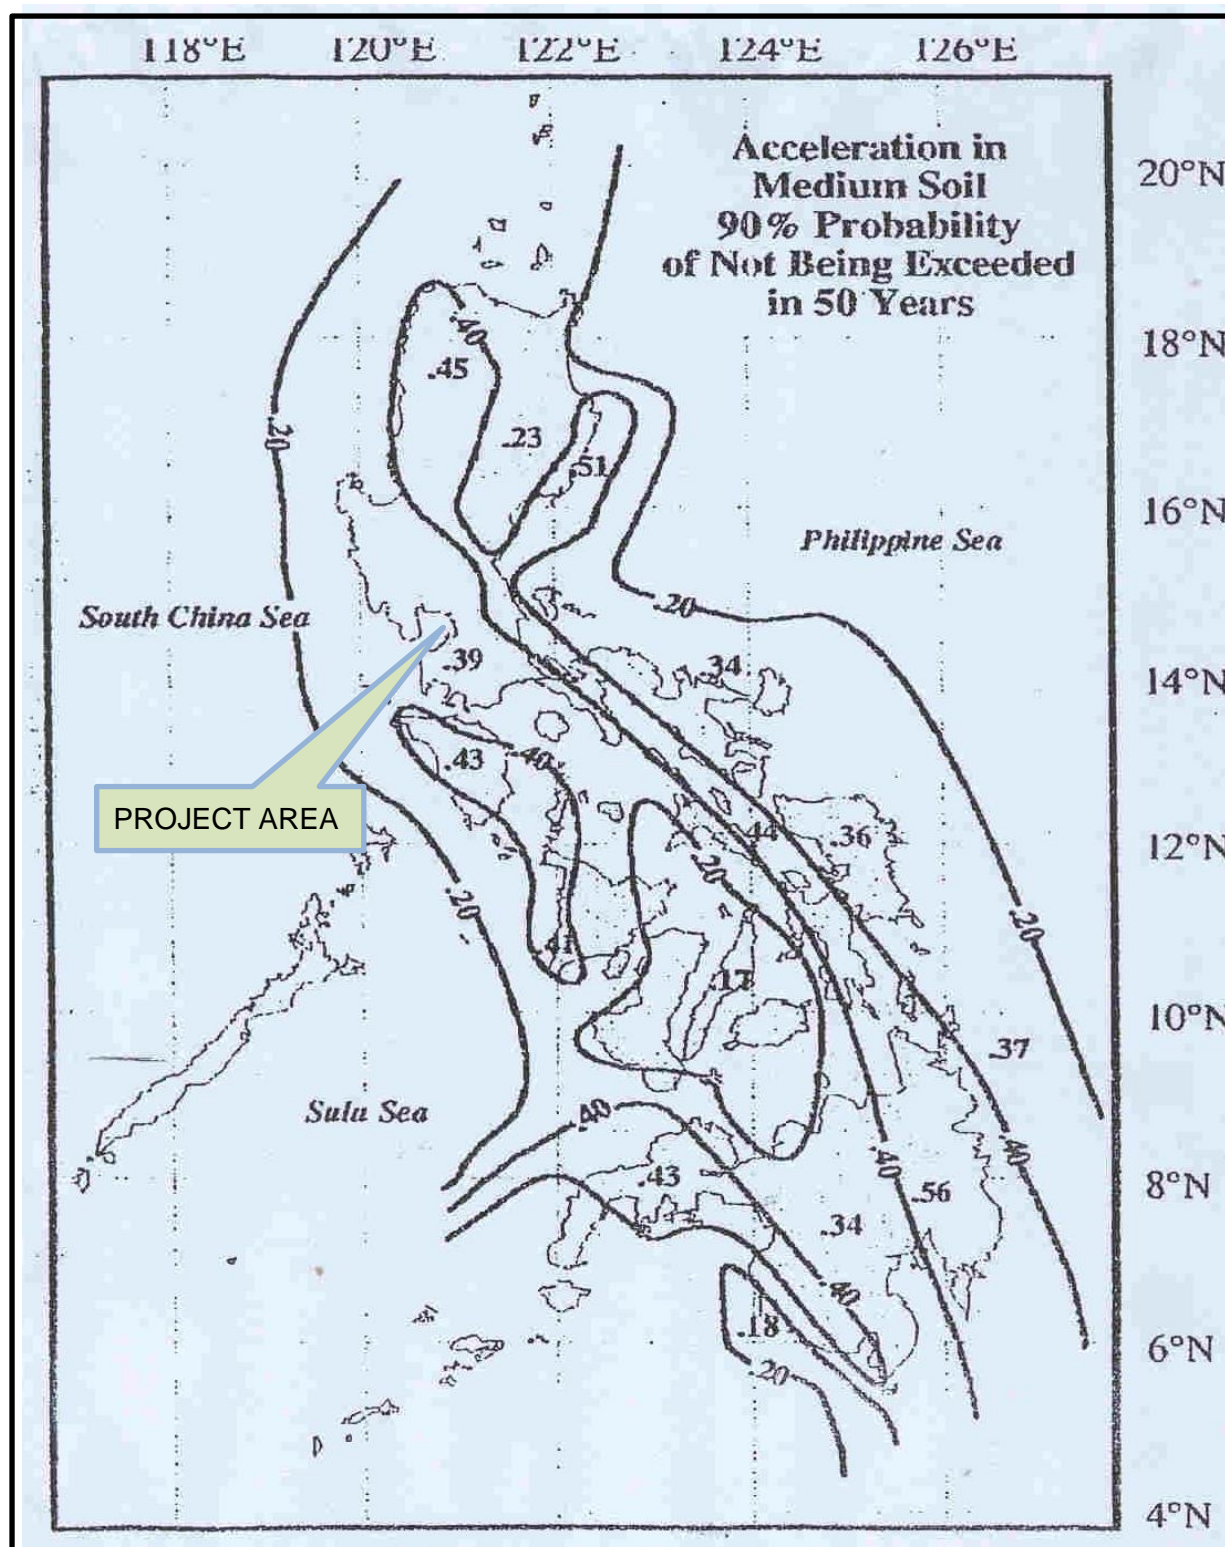 118°E 120°E 122°E 124°E 126°E
Acceleration in
Medium Soil
90% Probability
of Not Being Exceeded
in 50 Years
20°N
.40
18°N
.45
.20
.23
.51
16°N
Philippine Sea
.20
South China Sea
.39
.34
14°N
.43
.40
PROJECT AREA
.44
.36
12°N
.20
.20
.20
.17
10°N
.37
Sulu Sea
.40
.40
.40
.43
.56
8°N
.34
.40
.18
6°N
.20
4°N